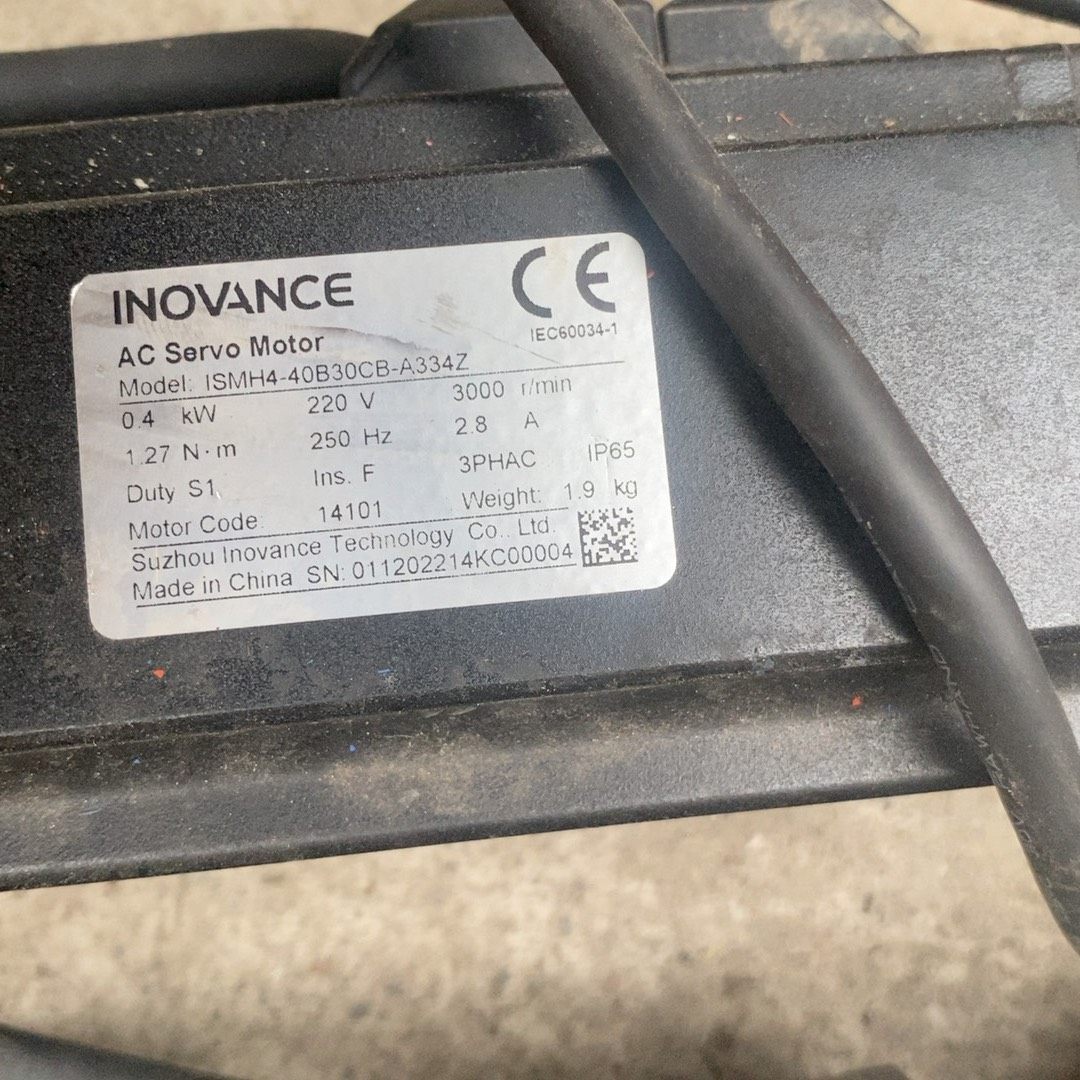 INOVANCE
CE
IEC60034-1
AC Servo Motor
Model: ISMH4-40B30CB-A334Z
0.4 kW 220 V 3000 r/min
1.27 N·m 250 Hz 2.8 A
Duty S1 Ins. F 3PHAC IP65
Motor Code: 14101 Weight: 1.9 kg
Suzhou Inovance Technology Co., Ltd.
Made in China SN: 011202214KC00004